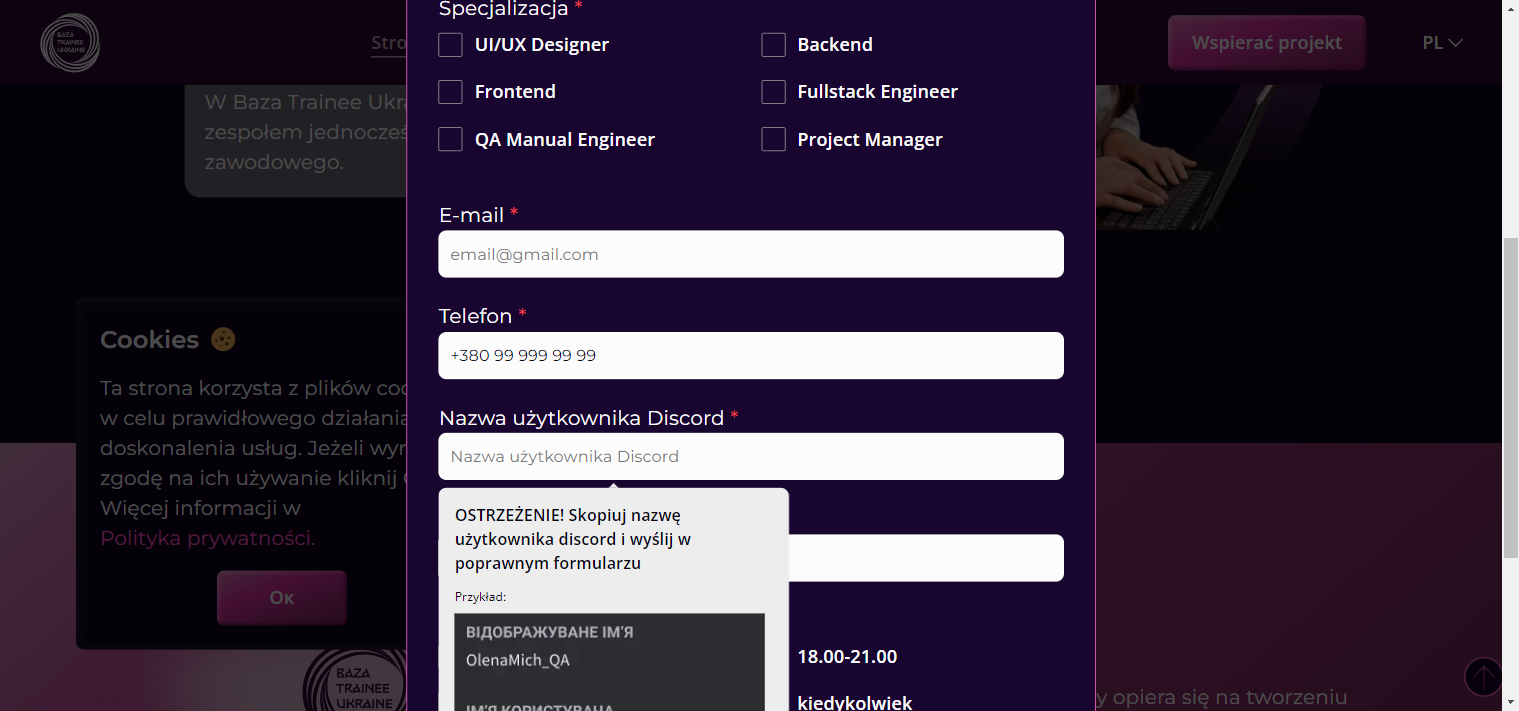 BAZA
TRAINEE
UKRAINE
Stro
Wspierać projekt
PL
W Baza Trainee Ukra
zespołem jednocześ
zawodowego.
Cookies
Ta strona korzysta z plików coo
w celu prawidłowego działania
doskonalenia usług. Jeżeli wyr
zgodę na ich używanie kliknij
Więcej informacji w
Polityka prywatności.
Ок
Specjalizacja *
UI/UX Designer
Backend
Frontend
Fullstack Engineer
QA Manual Engineer
Project Manager
E-mail *
email@gmail.com
Telefon *
+380 99 999 99 99
Nazwa użytkownika Discord *
Nazwa użytkownika Discord
OSTRZEŻENIE! Skopiuj nazwę
użytkownika discord i wyślij w
poprawnym formularzu
Przykład:
ВІДОБРАЖУВАНЕ ІМ'Я
OlenaMich_QA
ІМ'Я КОРИСТУВАЧА
18.00-21.00
kiedykolwiek
BAZA
TRAINEE
UKRAINE
y opiera się na tworzeniu